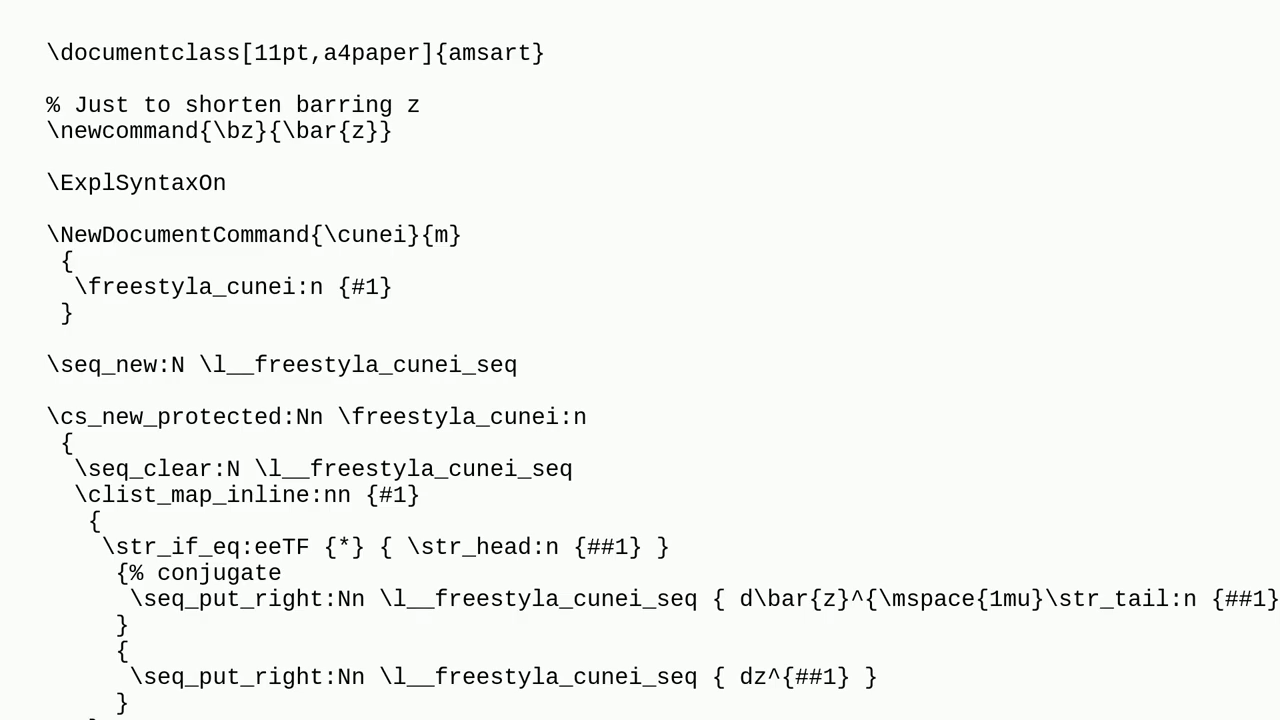 \documentclass[11pt,a4paper]{amsart}
% Just to shorten barring z
\newcommand{\bz}{\bar{z}}
\ExplSyntaxOn
\NewDocumentCommand{\cunei}{m}
{
\freestyla_cunei:n {#1}
}
\seq_new:N \l__freestyla_cunei_seq
\cs_new_protected:Nn \freestyla_cunei:n
{
\seq_clear:N \l__freestyla_cunei_seq
\clist_map_inline:nn {#1}
{
\str_if_eq:eeTF {*} { \str_head:n {##1} }
{% conjugate
\seq_put_right:Nn \l__freestyla_cunei_seq { d\bar{z}^{\mspace{1mu}\str_tail:n {##1}
}
{
\seq_put_right:Nn \l__freestyla_cunei_seq { dz^{##1} }
}